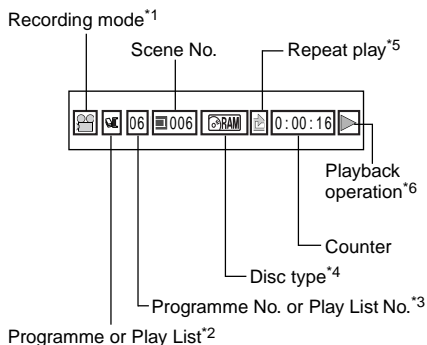 Recording mode*1
Scene No.
Repeat play*5
06 006 RAM 0:00:16
Playback
operation*6
Counter
Disc type*4
Programme No. or Play List No.*3
Programme or Play List*2